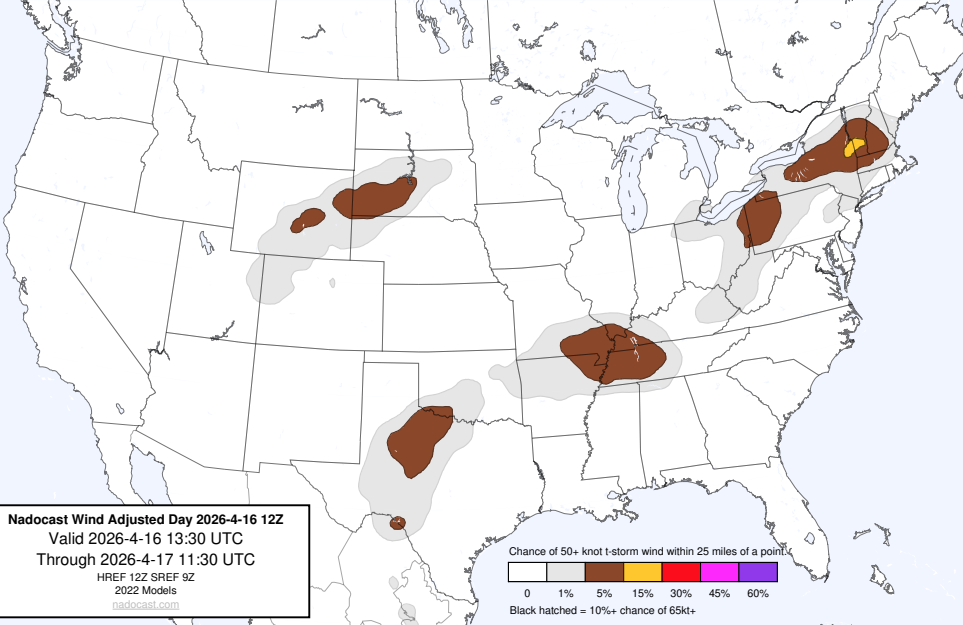 Nadocast Wind Adjusted Day 2026-4-16 12Z
Valid 2026-4-16 13:30 UTC
Through 2026-4-17 11:30 UTC
HREF 12Z SREF 9Z
2022 Models
nadocast.com
Chance of 50+ knot t-storm wind within 25 miles of a point.
0 1% 5% 15% 30% 45% 60%
Black hatched = 10%+ chance of 65kt+